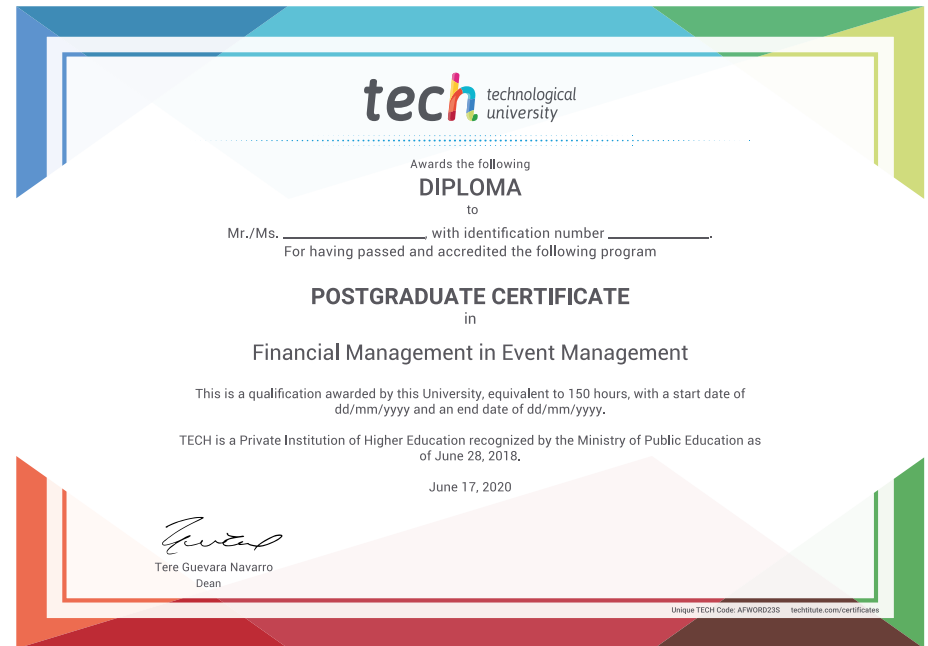 tech technological
university
Awards the following
DIPLOMA
to
Mr./Ms. ____________, with identification number ____________.
For having passed and accredited the following program
POSTGRADUATE CERTIFICATE
in
Financial Management in Event Management
This is a qualification awarded by this University, equivalent to 150 hours, with a start date of
dd/mm/yyyy and an end date of dd/mm/yyyy.
TECH is a Private Institution of Higher Education recognized by the Ministry of Public Education as
of June 28, 2018.
June 17, 2020
Tere Guevara Navarro
Dean
Unique TECH Code: AFWORD23S techtitute.com/certificates